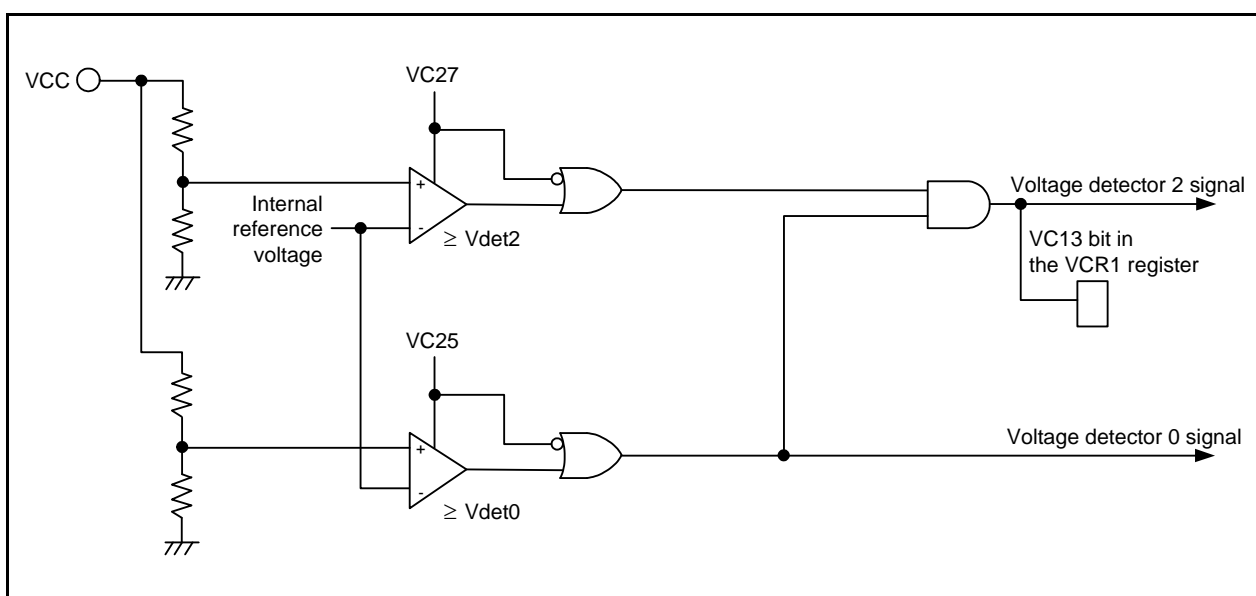 VCC
VC27
+
-
Internal
reference
voltage
≥ Vdet2
Voltage detector 2 signal
VC13 bit in
the VCR1 register
VC25
+
-
≥ Vdet0
Voltage detector 0 signal